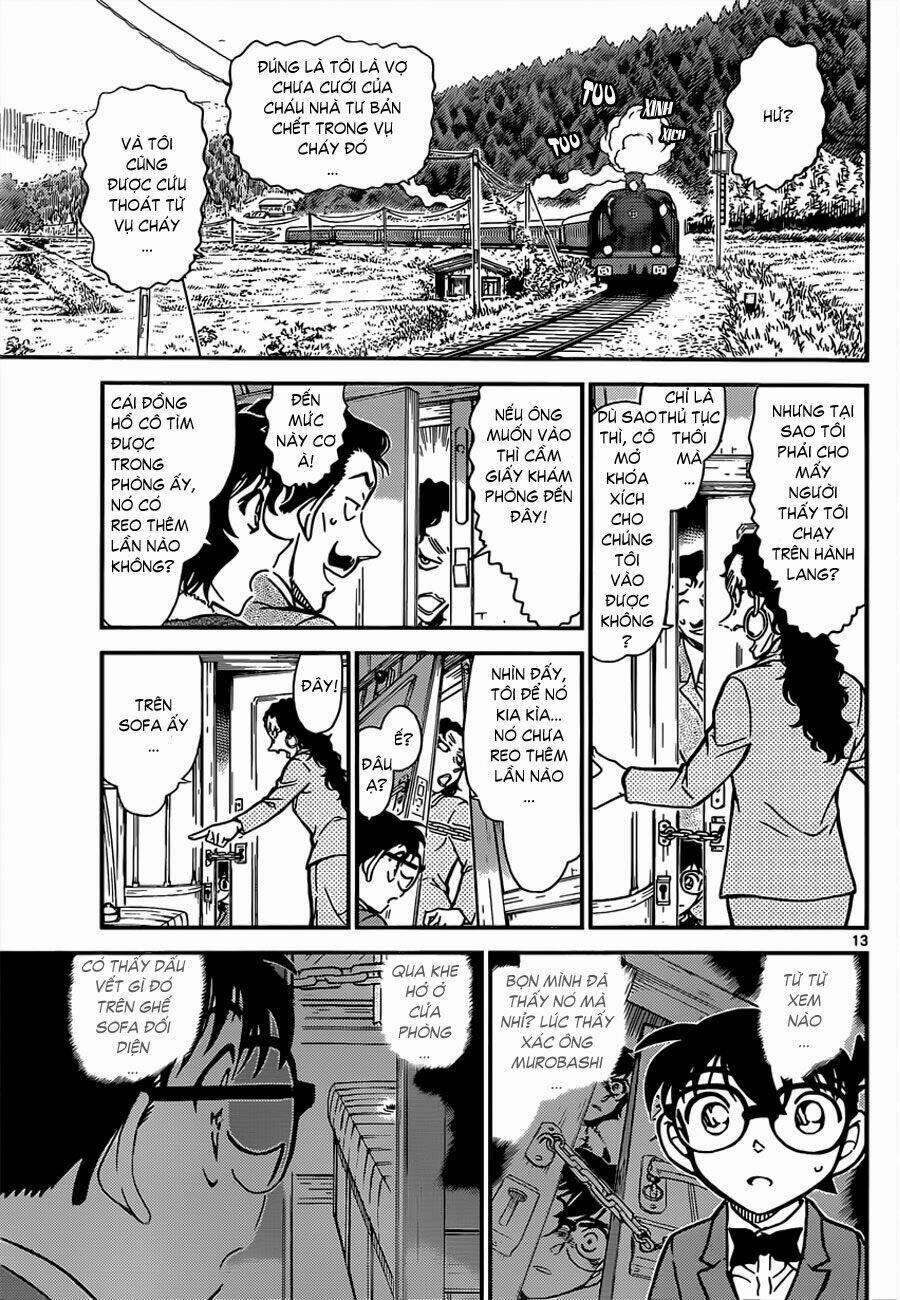 HỬ?
TUU
TUU
XÌNH
XỊCH
ĐÚNG LÀ TÔI LÀ VỢ
CHƯA CƯỚI CỦA
CHÁU NHÀ TƯ BẢN
CHẾT TRONG VỤ
CHÁY ĐÓ
...
VÀ TÔI
CŨNG
ĐƯỢC CỨU
THOÁT TỪ
VỤ CHÁY
...
NHƯNG TẠI
SAO TÔI
PHẢI CHO
MẤY
NGƯỜI
THẤY TÔI
CHẠY
TRÊN HÀNH
LANG?
CHỈ LÀ
THỦ TỤC
THÔI
MÀ
...
DÙ SAO
THÌ, CÔ
MỞ
KHÓA
XÍCH
CHO
CHÚNG
TÔI
VÀO
ĐƯỢC
KHÔNG
?
NẾU ÔNG
MUỐN VÀO
THÌ CẦM
GIẤY KHÁM
PHÒNG ĐẾN
ĐÂY!
ĐẾN
MỨC
NÀY CƠ
À!
CÁI ĐỒNG
HỒ CÔ TÌM
ĐƯỢC
TRONG
PHÒNG ẤY,
NÓ CÓ
REO THÊM
LẦN NÀO
KHÔNG?
NHÌN ĐẤY,
TÔI ĐỂ NÓ
KIA KÌA...
NÓ CHƯA
REO THÊM
LẦN NÀO
...
Ế?
ĐÂU
Ạ?
ĐÂY!
TRÊN
SOFA ẤY
...
13
TỪ TỪ
XEM
NÀO
...
BỌN MÌNH ĐÃ
THẤY NÓ MÀ
NHỈ? LÚC THẤY
XÁC ÔNG
MUROBASHI
...
QUA KHE
HỞ Ở
CỬA
PHÒNG
...
CÓ THẤY DẤU
VẾT GÌ ĐÓ
TRÊN GHẾ
SOFA ĐỐI
DIỆN
...